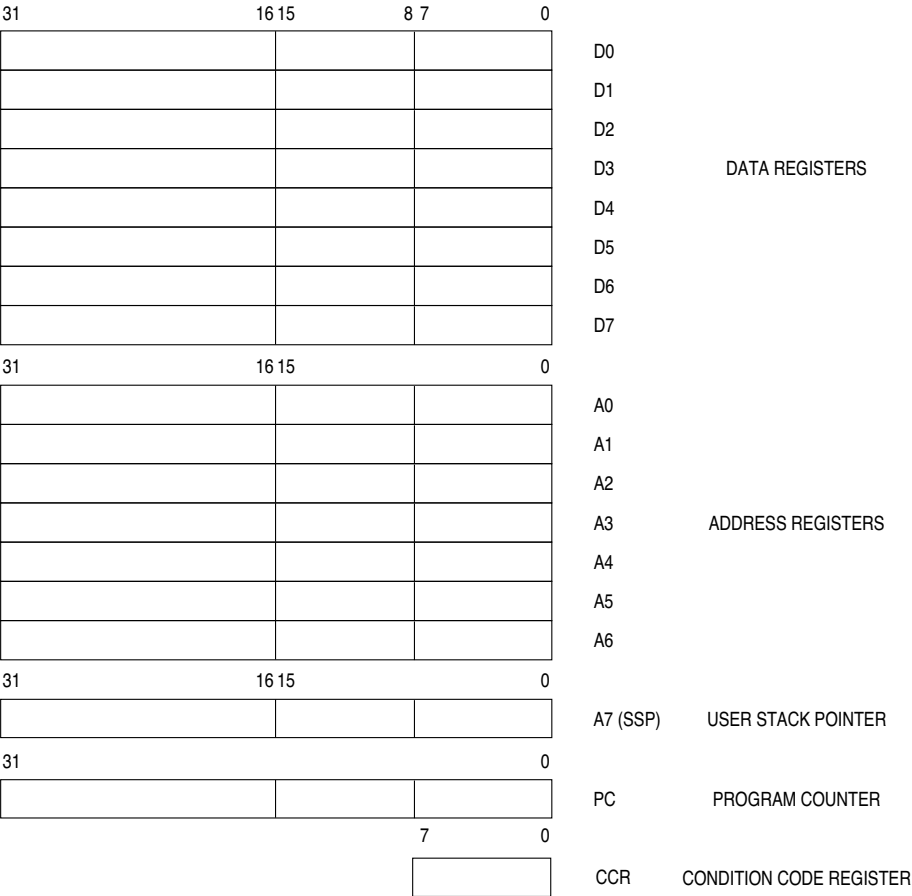 31 16 15 8 7 0
D0
D1
D2
D3 DATA REGISTERS
D4
D5
D6
D7
31 16 15 0
A0
A1
A2
A3 ADDRESS REGISTERS
A4
A5
A6
31 16 15 0
A7 (SSP) USER STACK POINTER
31 0
PC PROGRAM COUNTER
7 0
CCR CONDITION CODE REGISTER